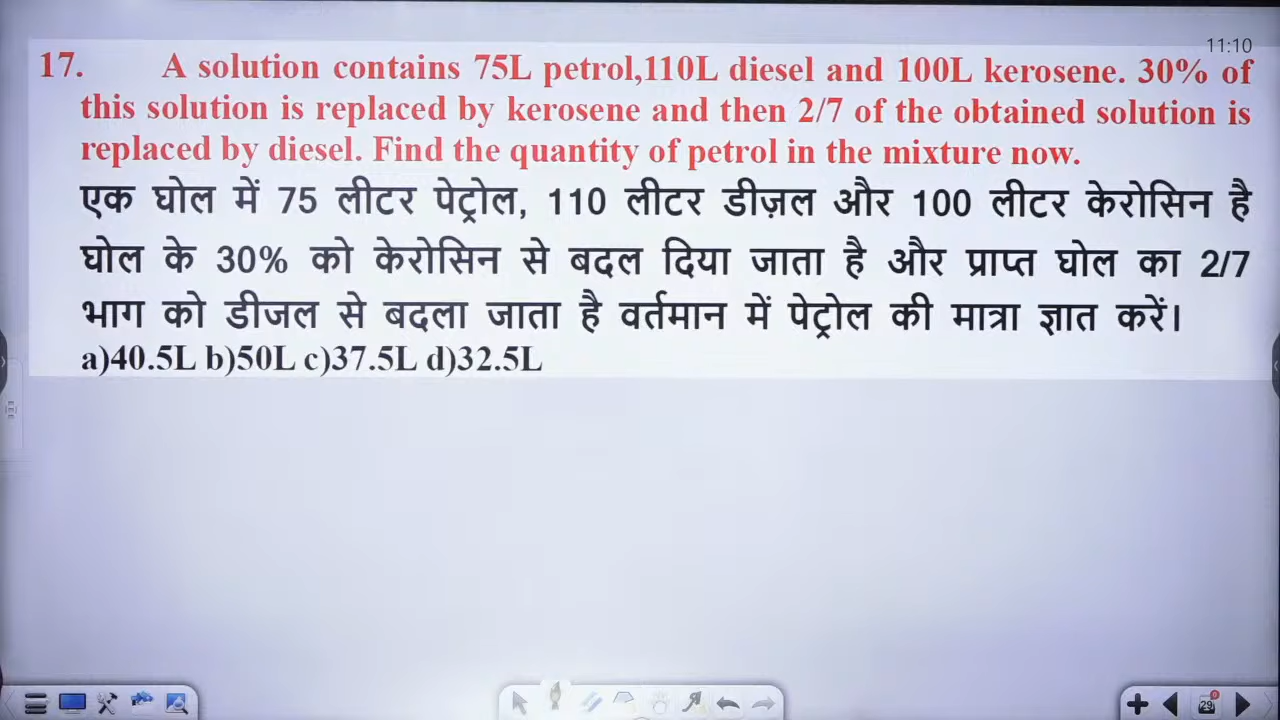 11:10
17. A solution contains 75L petrol,110L diesel and 100L kerosene. 30% of
this solution is replaced by kerosene and then 2/7 of the obtained solution is
replaced by diesel. Find the quantity of petrol in the mixture now.
एक घोल में 75 लीटर पेट्रोल, 110 लीटर डीज़ल और 100 लीटर केरोसिन है
घोल के 30% को केरोसिन से बदल दिया जाता है और प्राप्त घोल का 2/7
भाग को डीजल से बदला जाता है वर्तमान में पेट्रोल की मात्रा ज्ञात करें।
a)40.5L b)50L c)37.5L d)32.5L
29